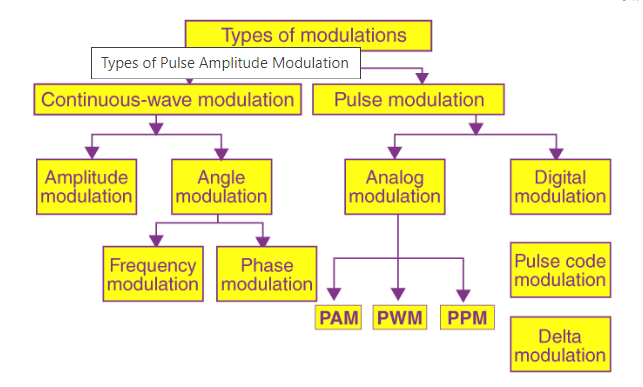 Types of modulations
Types of Pulse Amplitude Modulation
Continuous-wave modulation
Pulse modulation
Amplitude
modulation
Angle
modulation
Analog
modulation
Digital
modulation
Frequency
modulation
Phase
modulation
Pulse code
modulation
PAM
PWM
PPM
Delta
modulation